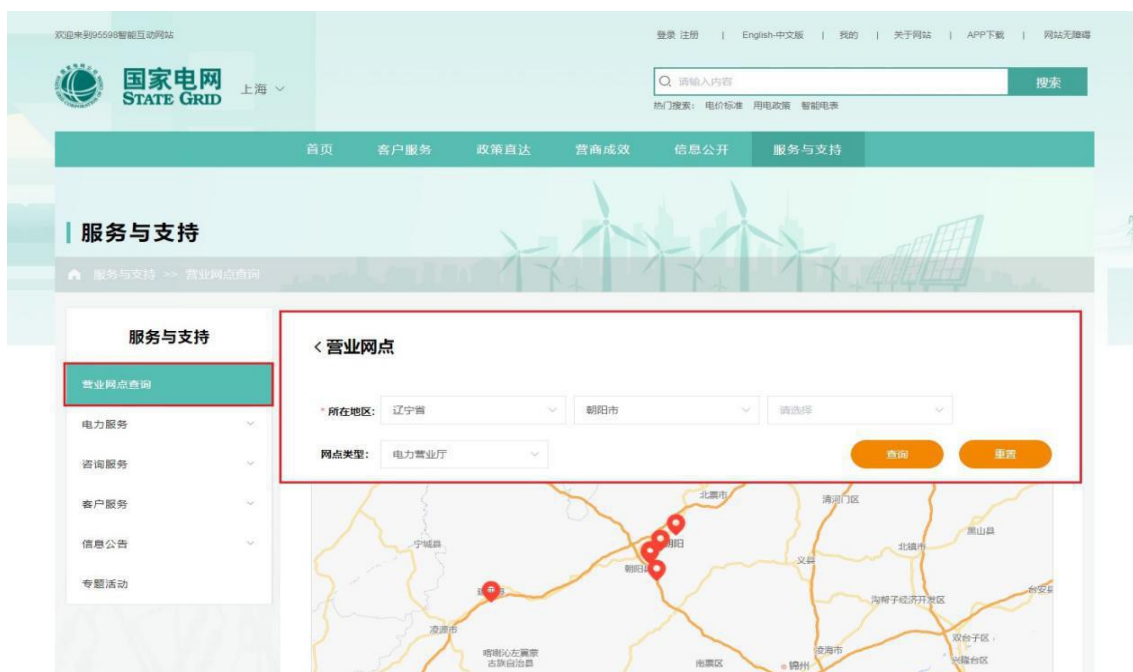 欢迎来到95598智能互动网站
登录 注册 | English-中文版 | 我的 | 关于网站 | APP下载 | 网站无障碍
国家电网
STATE GRID
上海
请输入内容
搜索
热门搜索： 电价标准 用电政策 智能电表
首页 客户服务 政策直达 营商成效 信息公开 服务与支持
服务与支持
服务与支持 >> 营业网点查询
服务与支持
营业网点查询
电力服务
咨询服务
客户服务
信息公告
专题活动
<营业网点
* 所在地区： 辽宁省 朝阳市 请选择
网点类型： 电力营业厅 查询 重置
北票市
清河门区
黑山县
宁城县
朝阳
北镇市
义县
朝阳县
台安县
沟帮子经济开发区
凌源市
双台子区
喀喇沁左翼蒙
古族自治县
凌海市
南票区
锦州
兴隆台区